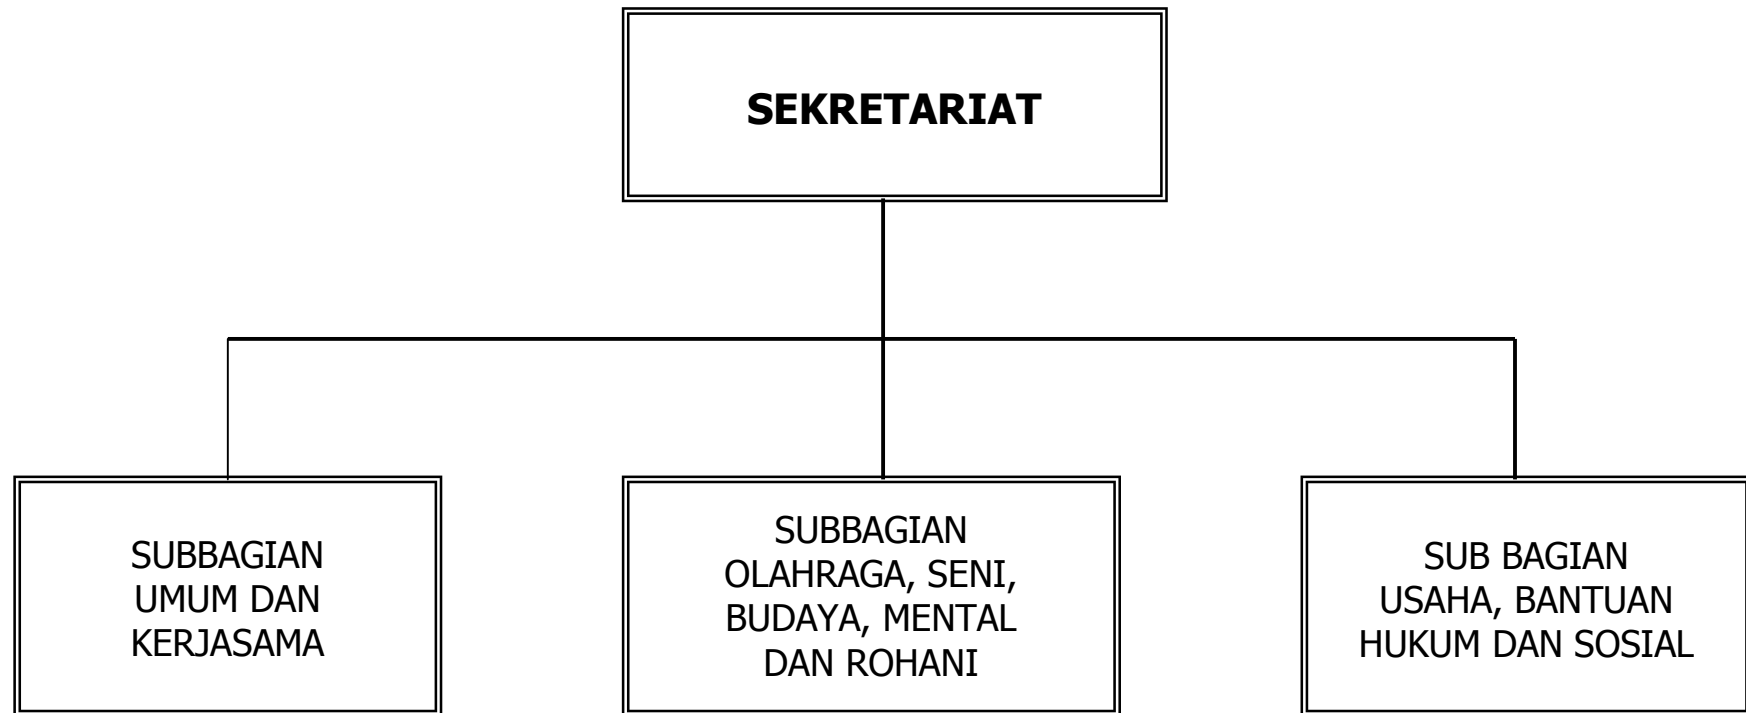 SEKRETARIAT
SUBBAGIAN
UMUM DAN
KERJASAMA
SUBBAGIAN
OLAHRAGA, SENI,
BUDAYA, MENTAL
DAN ROHANI
SUB BAGIAN
USAHA, BANTUAN
HUKUM DAN SOSIAL